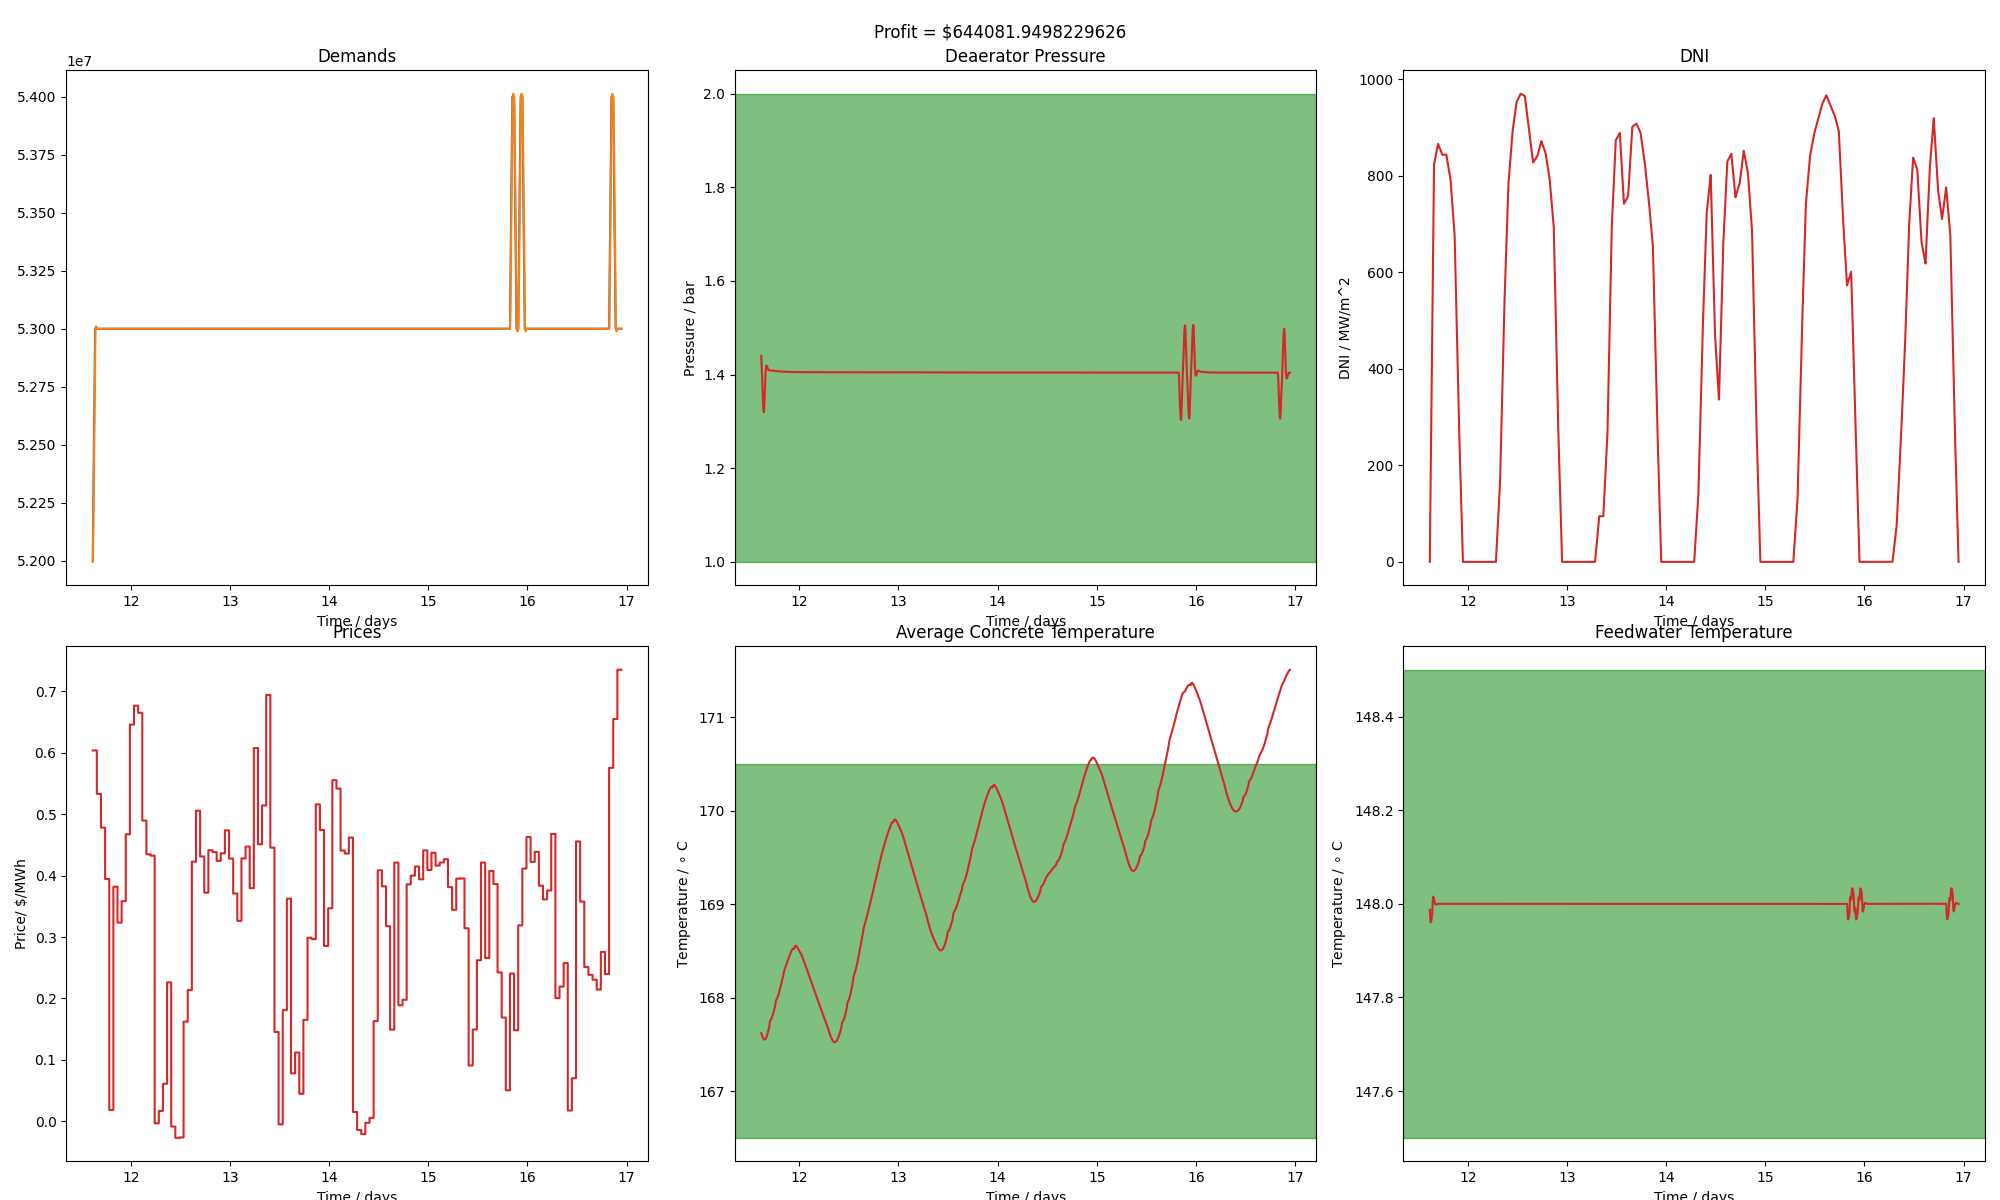 Profit = $644081.9498229626
Demands
1e7
5.400
5.375
5.350
5.325
5.300
5.275
5.250
5.225
5.200
12 13 14 15 16 17
Time / days
Deaerator Pressure
Pressure / bar
2.0
1.8
1.6
1.4
1.2
1.0
12 13 14 15 16 17
Time / days
DNI
DNI / MW/m^2
1000
800
600
400
200
0
12 13 14 15 16 17
Time / days
Prices
Price/ $/MWh
0.7
0.6
0.5
0.4
0.3
0.2
0.1
0.0
12 13 14 15 16 17
Time / days
Average Concrete Temperature
Temperature / ∘ C
171
170
169
168
167
12 13 14 15 16 17
Time / days
Feedwater Temperature
Temperature / ∘ C
148.4
148.2
148.0
147.8
147.6
12 13 14 15 16 17
Time / days